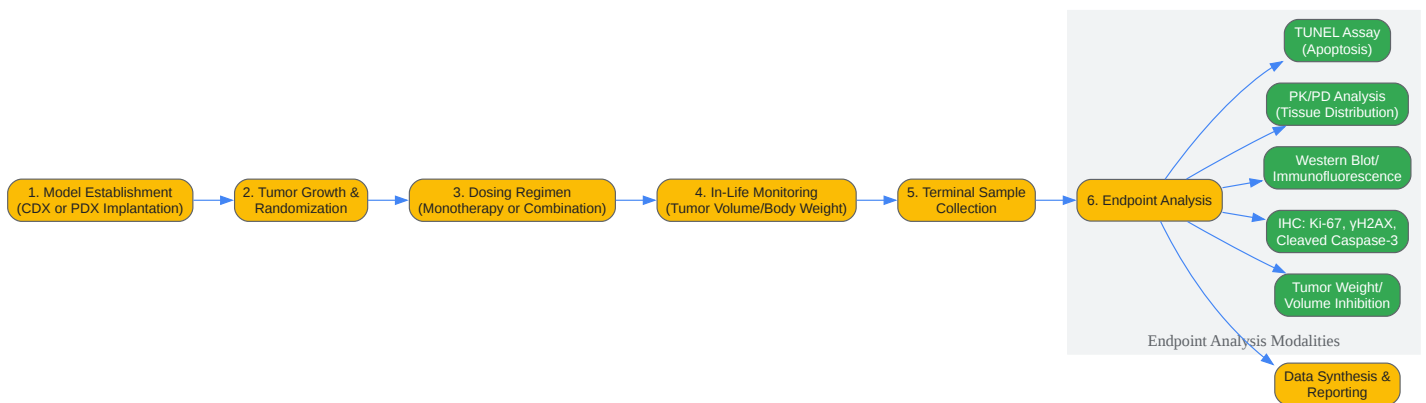 1. Model Establishment
(CDX or PDX Implantation)
2. Tumor Growth &
Randomization
3. Dosing Regimen
(Monotherapy or Combination)
4. In-Life Monitoring
(Tumor Volume/Body Weight)
5. Terminal Sample
Collection
6. Endpoint Analysis
TUNEL Assay
(Apoptosis)
PK/PD Analysis
(Tissue Distribution)
Western Blot/
Immunofluorescence
IHC: Ki-67, γH2AX,
Cleaved Caspase-3
Tumor Weight/
Volume Inhibition
Endpoint Analysis Modalities
Data Synthesis &
Reporting